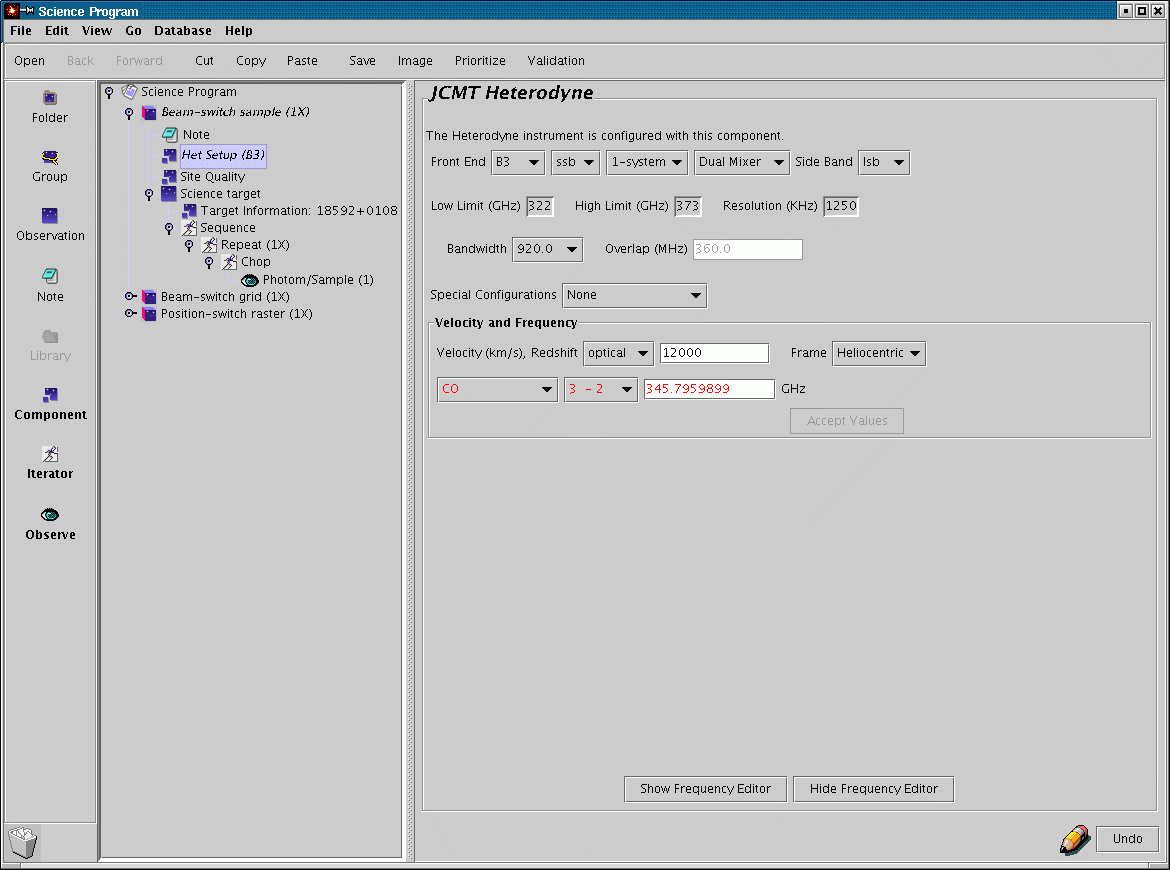 Science Program
File Edit View Go Database Help
Open Back Forward Cut Copy Paste Save Image Prioritize Validation
Folder
Group
Observation
Note
Library
Component
Iterator
Observe
Science Program
Beam-switch sample (1X)
Note
Het Setup (B3)
Site Quality
Science target
Target Information: 18592+0108
Sequence
Repeat (1X)
Chop
Photom/Sample (1)
Beam-switch grid (1X)
Position-switch raster (1X)
JCMT Heterodyne
The Heterodyne instrument is configured with this component.
Front End B3 ssb 1-system Dual Mixer Side Band lsb
Low Limit (GHz) 322 High Limit (GHz) 373 Resolution (KHz) 1250
Bandwidth 920.0 Overlap (MHz) 360.0
Special Configurations None
Velocity and Frequency
Velocity (km/s), Redshift optical 12000 Frame Heliocentric
CO 3 - 2 345.7959899 GHz
Accept Values
Show Frequency Editor Hide Frequency Editor
Undo